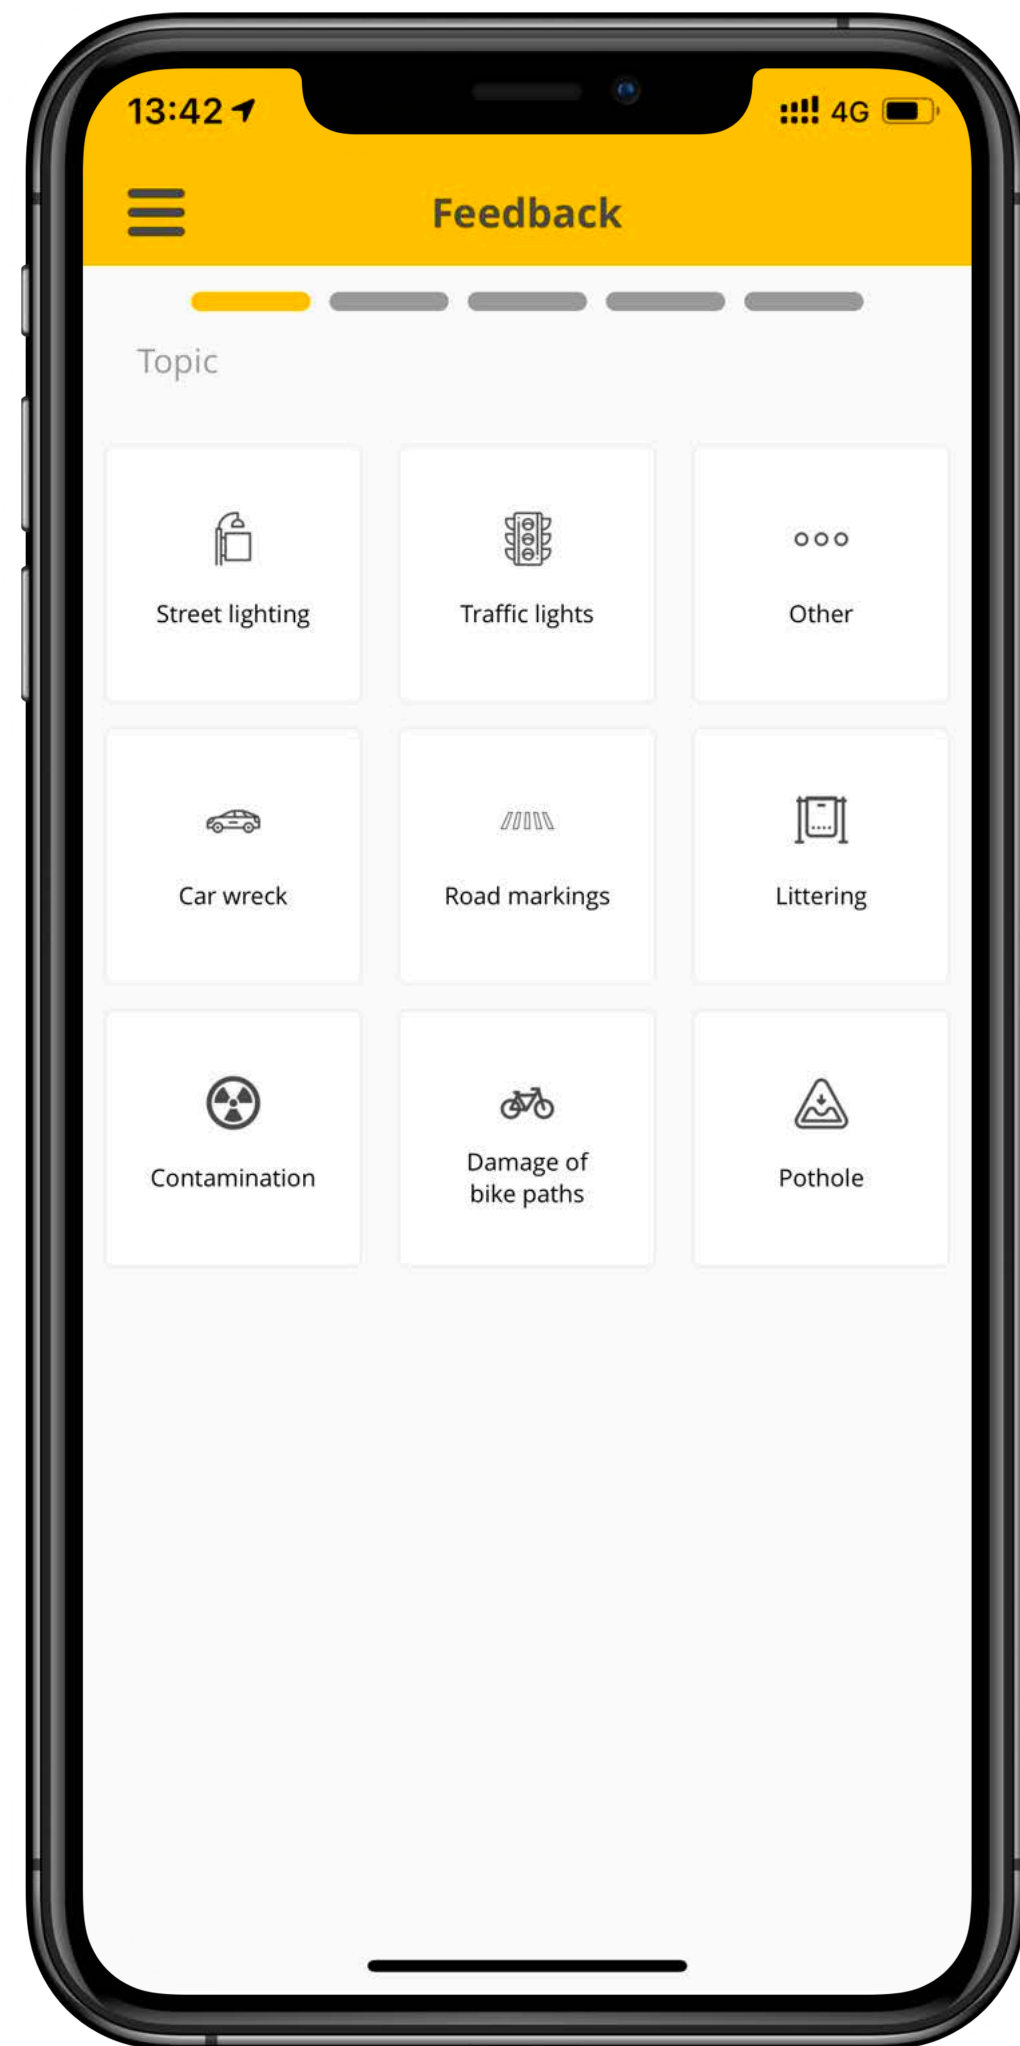 13:42
4G
Feedback
Topic
Street lighting
Traffic lights
Other
Car wreck
Road markings
Littering
Contamination
Damage of
bike paths
Pothole